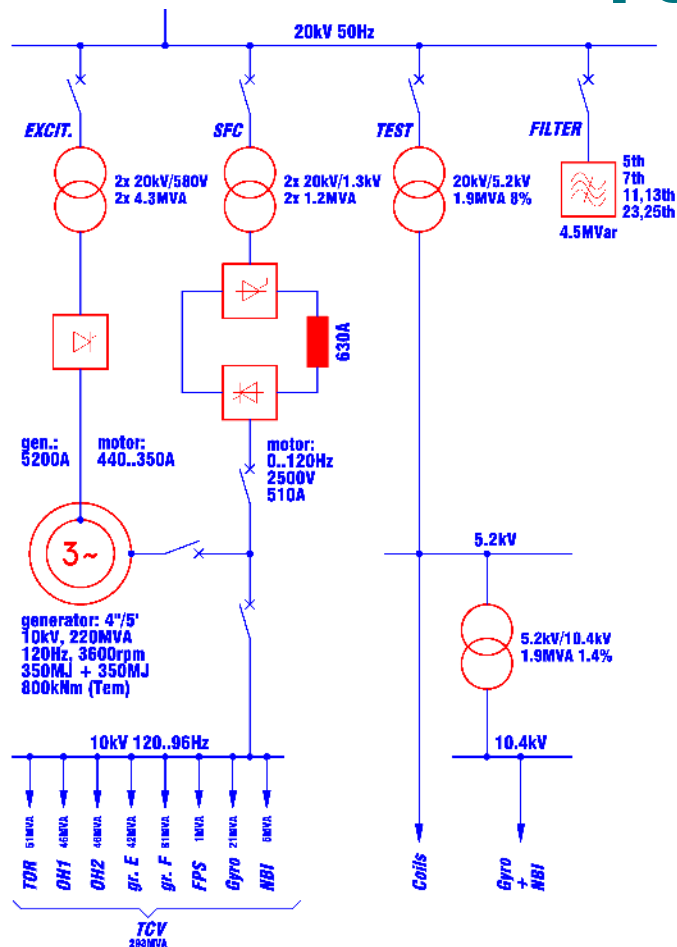 20kV 50Hz
EXCIT.
SFC
TEST
FILTER
2x 20kV/580V
2x 4.3MVA
2x 20kV/1.3kV
2x 1.2MVA
20kV/5.2kV
1.9MVA 8%
5th
7th
11,13th
23,25th
4.5MVar
630A
gen.:
5200A
motor:
440..350A
motor:
0..120Hz
2500V
510A
3~
5.2kV
generator: 4"/5'
10kV, 220MVA
120Hz, 3600rpm
350MJ + 350MJ
800kNm (Tem)
5.2kV/10.4kV
1.9MVA 1.4%
10kV 120..96Hz
10.4kV
51MVA
46MVA
46MVA
42MVA
61MVA
1MVA
21MVA
5MVA
TOR
OH1
OH2
gr. E
gr. F
FPS
Gyro
NBI
Coils
Gyro
+
NBI
TCV
293MVA